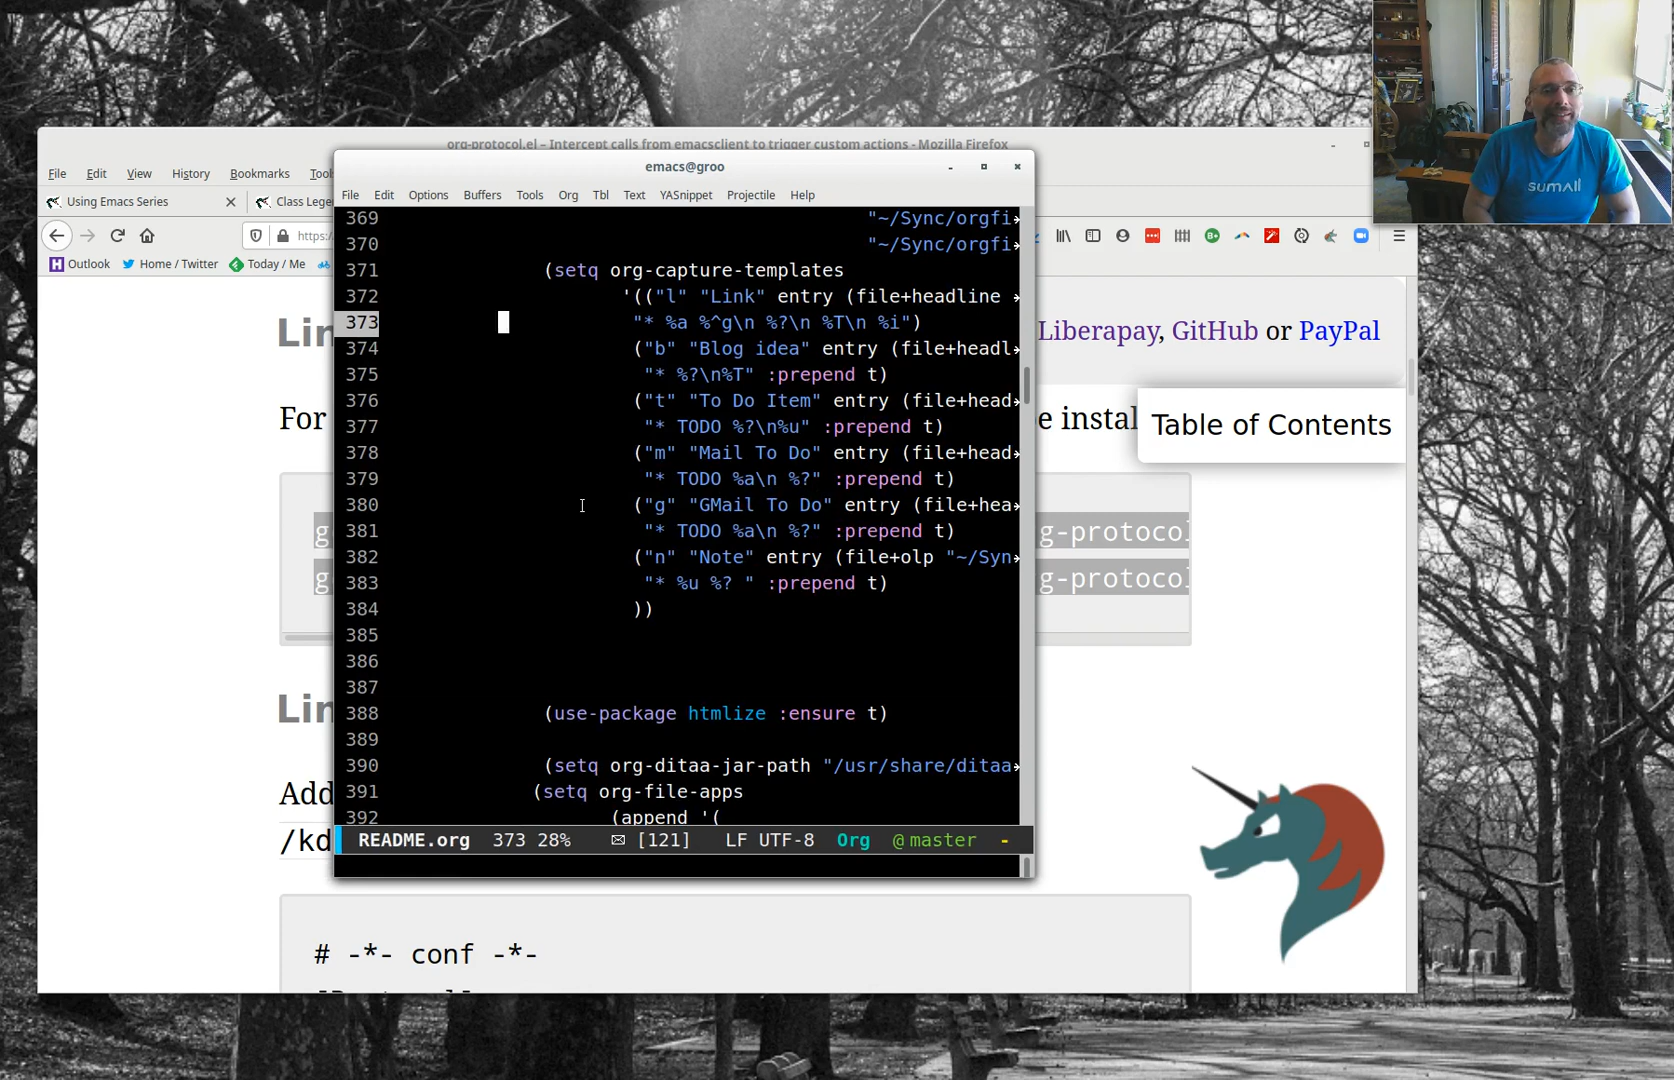 org-protocol.el – Intercept calls from emacsclient to trigger custom actions - Mozilla Firefox
File Edit View History Bookmarks
Using Emacs Series
Outlook Home / Twitter Today / Me
Liberapay, GitHub or PayPal
For
Table of Contents
g-protocol
g-protocol
/kd
# -*- conf -*-
emacs@groo
File Edit Options Buffers Tools Org Tbl Text YASnippet Projectile Help
369 "~/Sync/orgfi
370 "~/Sync/orgfi
371 (setq org-capture-templates
372 '(("l" "Link" entry (file+headline
373 "* %a %^g\n %?\n %T\n %i")
374 ("b" "Blog idea" entry (file+headl
375 "* %?\n%T" :prepend t)
376 ("t" "To Do Item" entry (file+head
377 "* TODO %?\n%u" :prepend t)
378 ("m" "Mail To Do" entry (file+head
379 "* TODO %a\n %?" :prepend t)
380 ("g" "GMail To Do" entry (file+hea
381 "* TODO %a\n %?" :prepend t)
382 ("n" "Note" entry (file+olp "~/Syn
383 "* %u %? " :prepend t)
384 ))
385
386
387
388 (use-package htmlize :ensure t)
389
390 (setq org-ditaa-jar-path "/usr/share/ditaa
391 (setq org-file-apps
392 (append '(
README.org 373 28% [121] LF UTF-8 Org @master -
sumAll